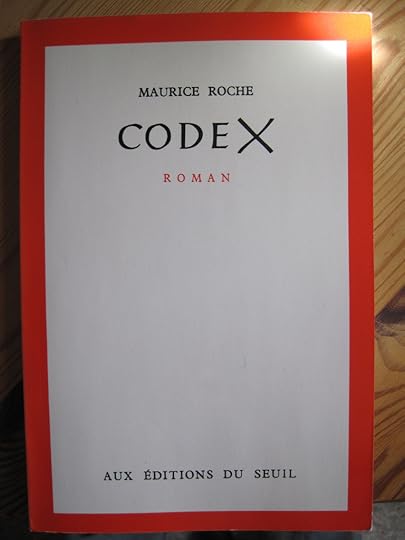 MAURICE ROCHE
CODEX
ROMAN
AUX ÉDITIONS DU SEUIL